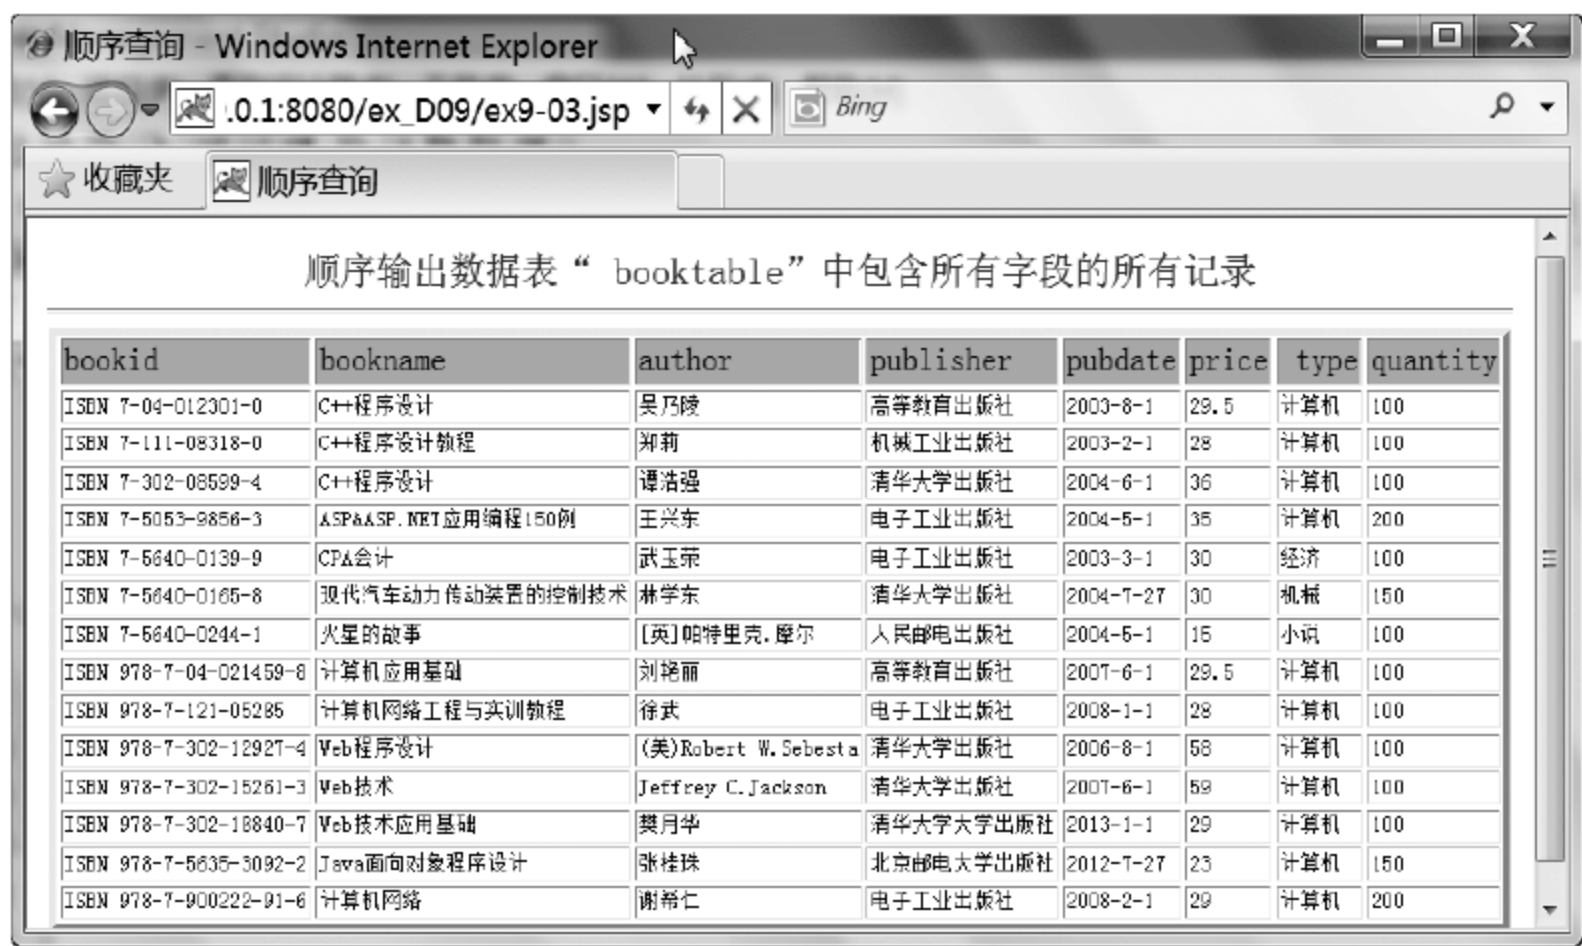 顺序查询 - Windows Internet Explorer
.0.1:8080/ex_D09/ex9-03.jsp Bing
收藏夹 顺序查询
顺序输出数据表“ booktable”中包含所有字段的所有记录
bookid bookname author publisher pubdate price type quantity
ISBN 7-04-012301-0 C++程序设计 吴乃陵 高等教育出版社 2003-8-1 29.5 计算机 100
ISBN 7-111-08318-0 C++程序设计教程 郑莉 机械工业出版社 2003-2-1 28 计算机 100
ISBN 7-302-08599-4 C++程序设计 谭浩强 清华大学出版社 2004-6-1 36 计算机 100
ISBN 7-5053-9856-3 ASP&ASP.NET应用编程150例 王兴东 电子工业出版社 2004-5-1 35 计算机 200
ISBN 7-5640-0139-9 CPA会计 武玉荣 电子工业出版社 2003-3-1 30 经济 100
ISBN 7-5640-0165-8 现代汽车动力传动装置的控制技术 林学东 清华大学出版社 2004-7-27 30 机械 150
ISBN 7-5640-0244-1 火星的故事 [英]帕特里克.摩尔 人民邮电出版社 2004-5-1 15 小说 100
ISBN 978-7-04-021459-8 计算机应用基础 刘艳丽 高等教育出版社 2007-6-1 29.5 计算机 100
ISBN 978-7-121-05285 计算机网络工程与实训教程 徐武 电子工业出版社 2008-1-1 28 计算机 100
ISBN 978-7-302-12927-4 Web程序设计 (美)Robert W.Sebesta 清华大学出版社 2006-8-1 58 计算机 100
ISBN 978-7-302-15261-3 Web技术 Jeffrey C.Jackson 清华大学出版社 2007-6-1 59 计算机 100
ISBN 978-7-302-18840-7 Web技术应用基础 樊月华 清华大学大学出版社 2013-1-1 29 计算机 100
ISBN 978-7-5635-3092-2 Java面向对象程序设计 张桂珠 北京邮电大学出版社 2012-7-27 23 计算机 150
ISBN 978-7-900222-91-6 计算机网络 谢希仁 电子工业出版社 2008-2-1 29 计算机 200